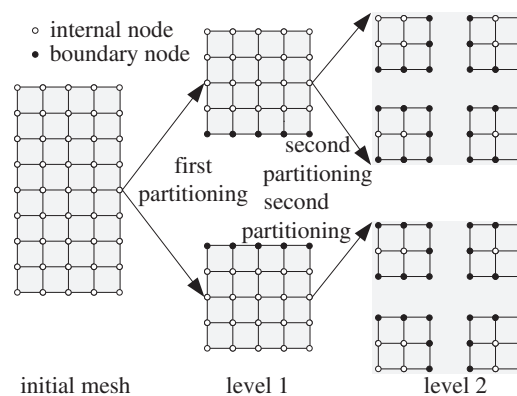 internal node
boundary node
first
partitioning
second
partitioning
second
partitioning
initial mesh
level 1
level 2